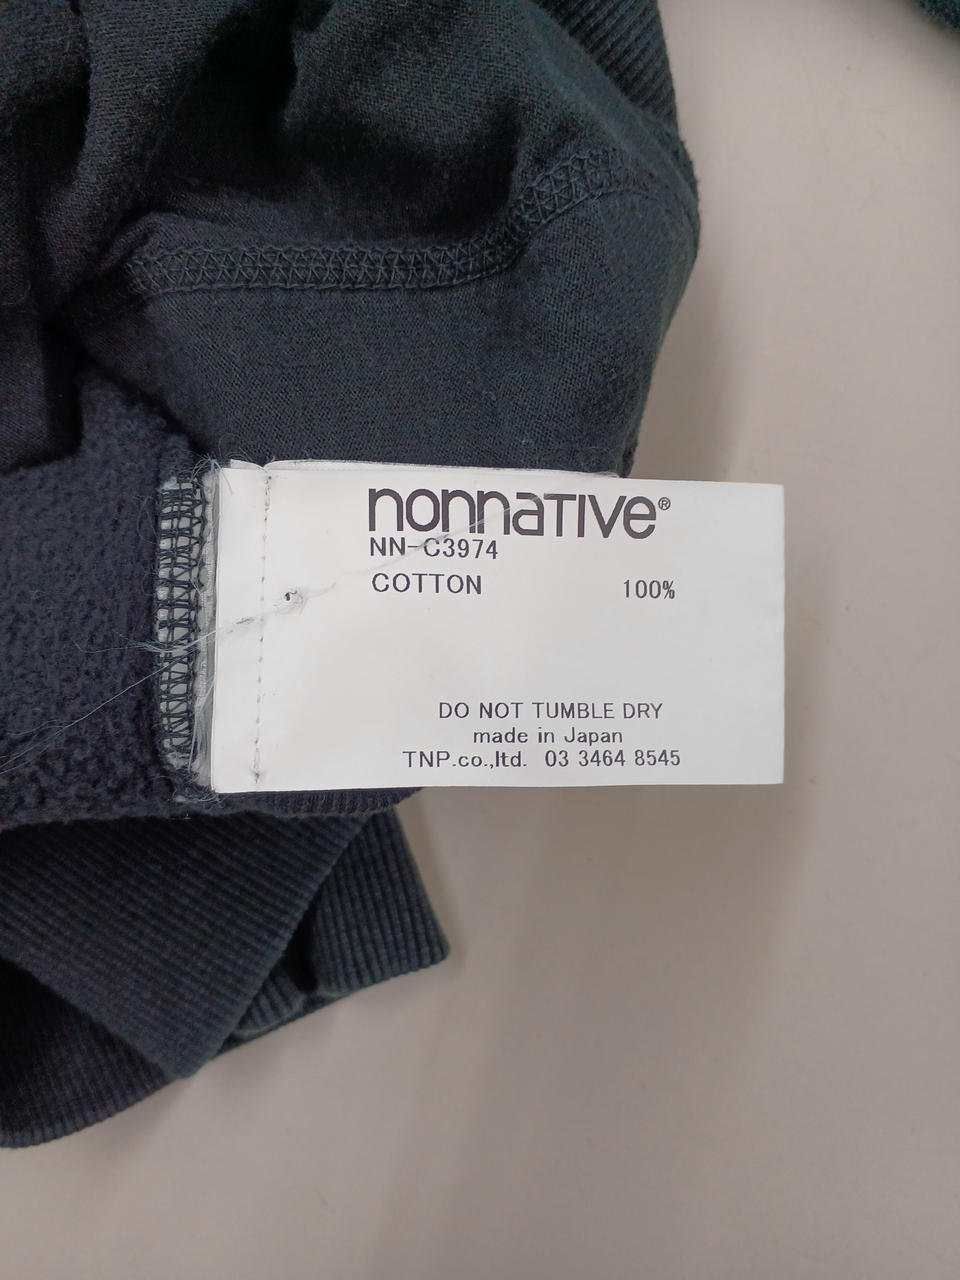 nonnative®
NN-C3974
COTTON 100%
DO NOT TUMBLE DRY
made in Japan
TNP.co.,ltd. 03 3464 8545